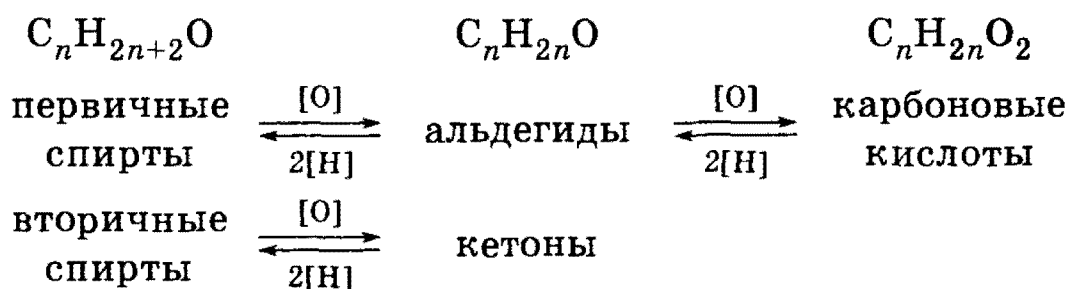 CₙH₂ₙ₊₂O CₙH₂ₙO CₙH₂ₙO₂
первичные спирты [O] 2[H] альдегиды [O] 2[H] карбоновые кислоты
вторичные спирты [O] 2[H] кетоны